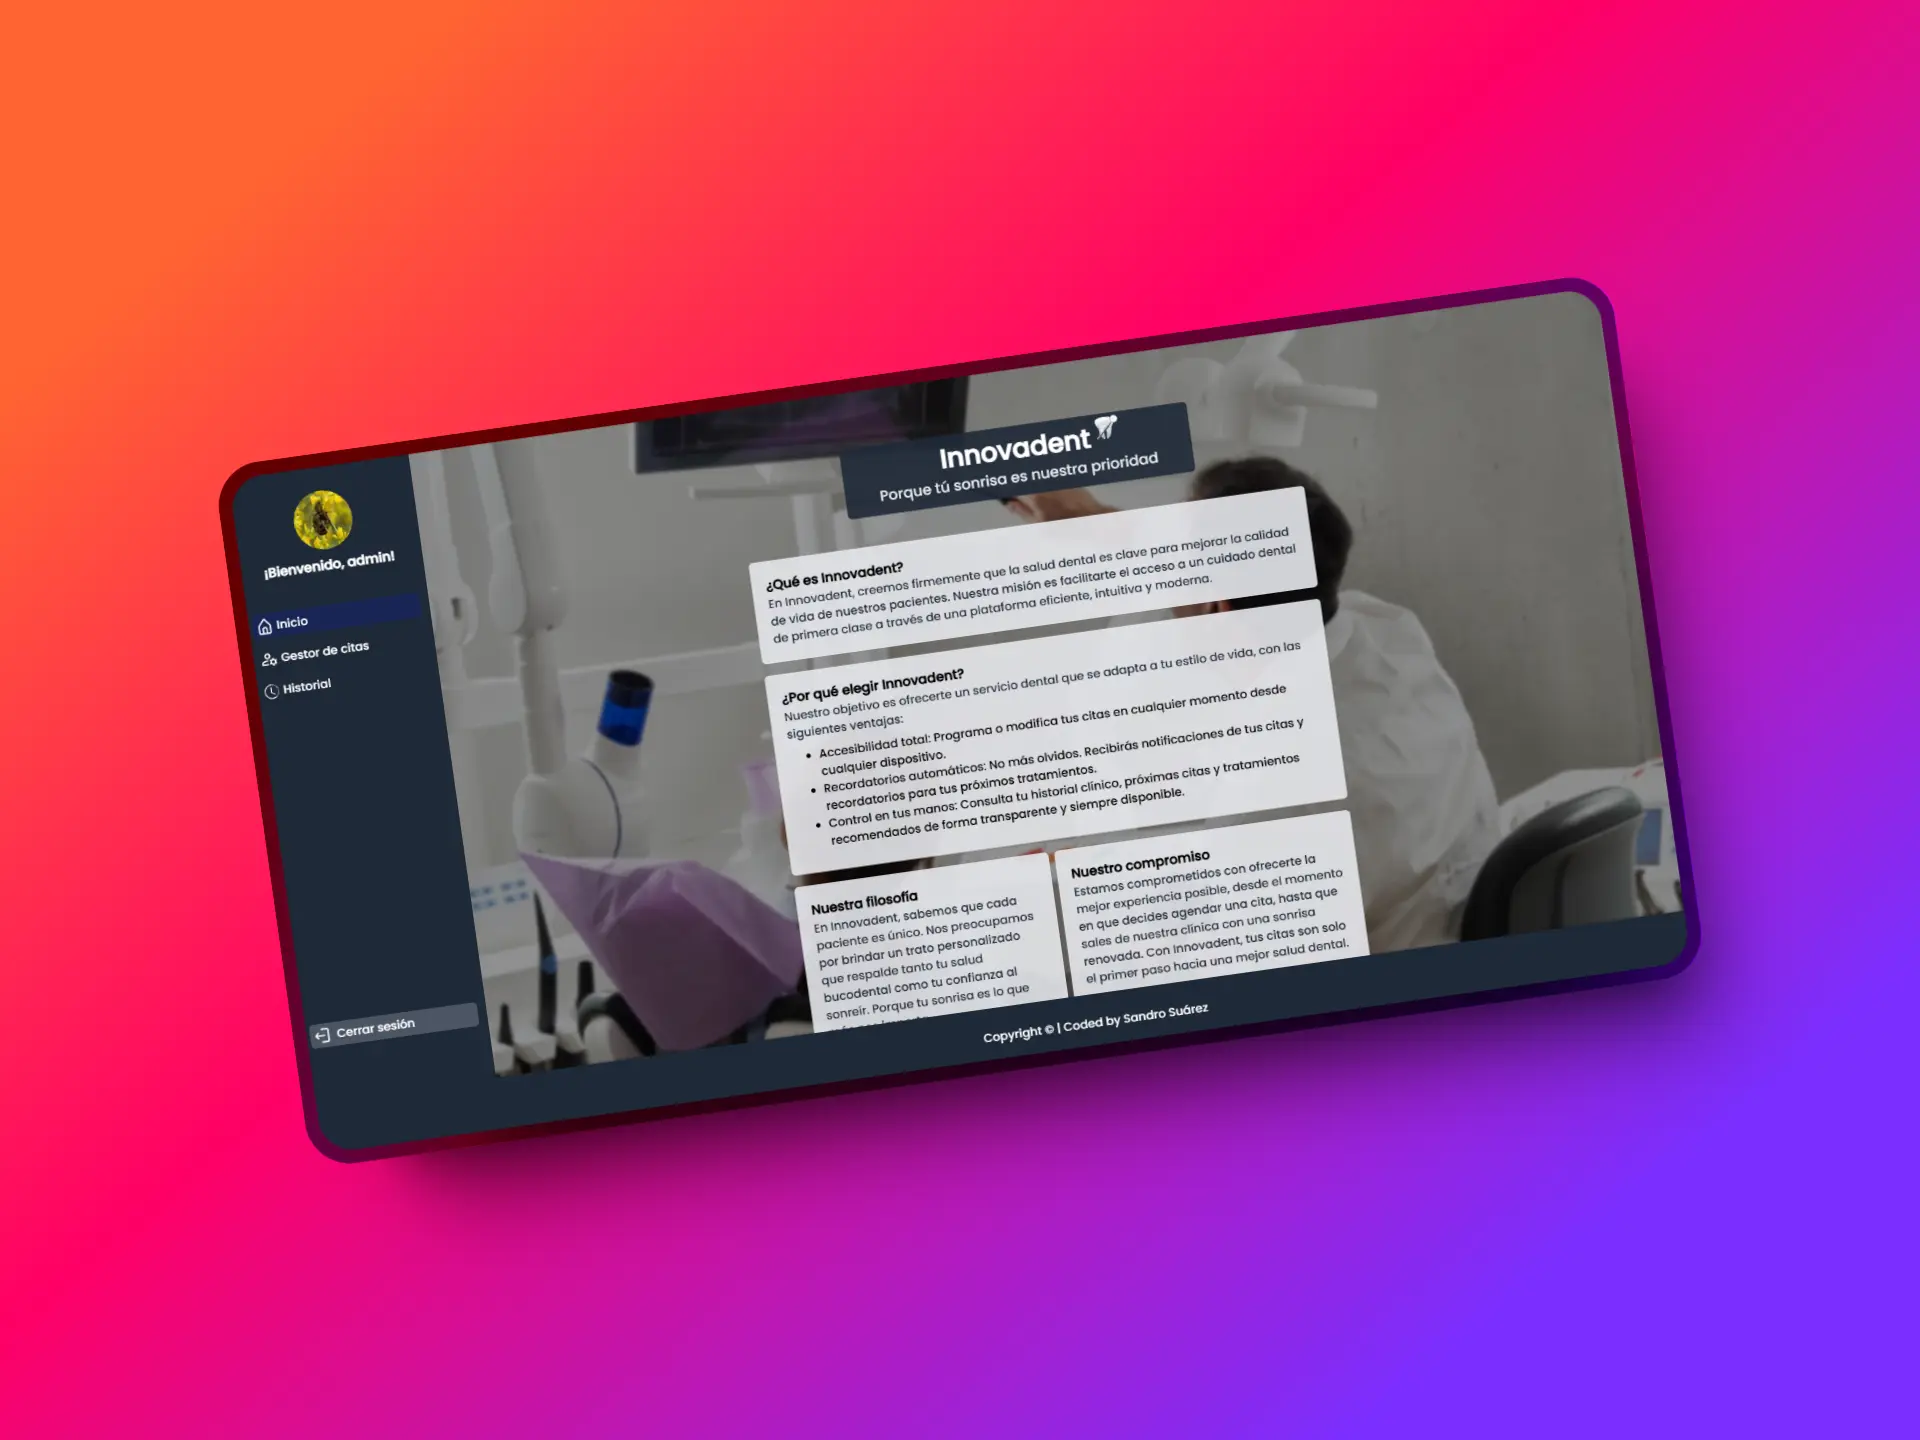 ¡Bienvenido, admin!
Inicio
Gestor de citas
Historial
Cerrar sesión
Innovadent
Porque tú sonrisa es nuestra prioridad
¿Qué es Innovadent?
En Innovadent, creemos firmemente que la salud dental es clave para mejorar la calidad
de vida de nuestros pacientes. Nuestra misión es facilitarte el acceso a un cuidado dental
de primera clase a través de una plataforma eficiente, intuitiva y moderna.
¿Por qué elegir Innovadent?
Nuestro objetivo es ofrecerte un servicio dental que se adapta a tu estilo de vida, con las
siguientes ventajas:
• Accesibilidad total: Programa o modifica tus citas en cualquier momento desde
cualquier dispositivo.
• Recordatorios automáticos: No más olvidos. Recibirás notificaciones de tus citas y
recordatorios para tus próximos tratamientos.
• Control en tus manos: Consulta tu historial clínico, próximas citas y tratamientos
recomendados de forma transparente y siempre disponible.
Nuestra filosofía
En Innovadent, sabemos que cada
paciente es único. Nos preocupamos
por brindar un trato personalizado
que respalde tanto tu salud
bucodental como tu confianza al
sonreír. Porque tu sonrisa es lo que
Nuestro compromiso
Estamos comprometidos con ofrecerte la
mejor experiencia posible, desde el momento
en que decides agendar una cita, hasta que
sales de nuestra clínica con una sonrisa
renovada. Con Innovadent, tus citas son solo
el primer paso hacia una mejor salud dental.
Copyright © | Coded by Sandro Suárez